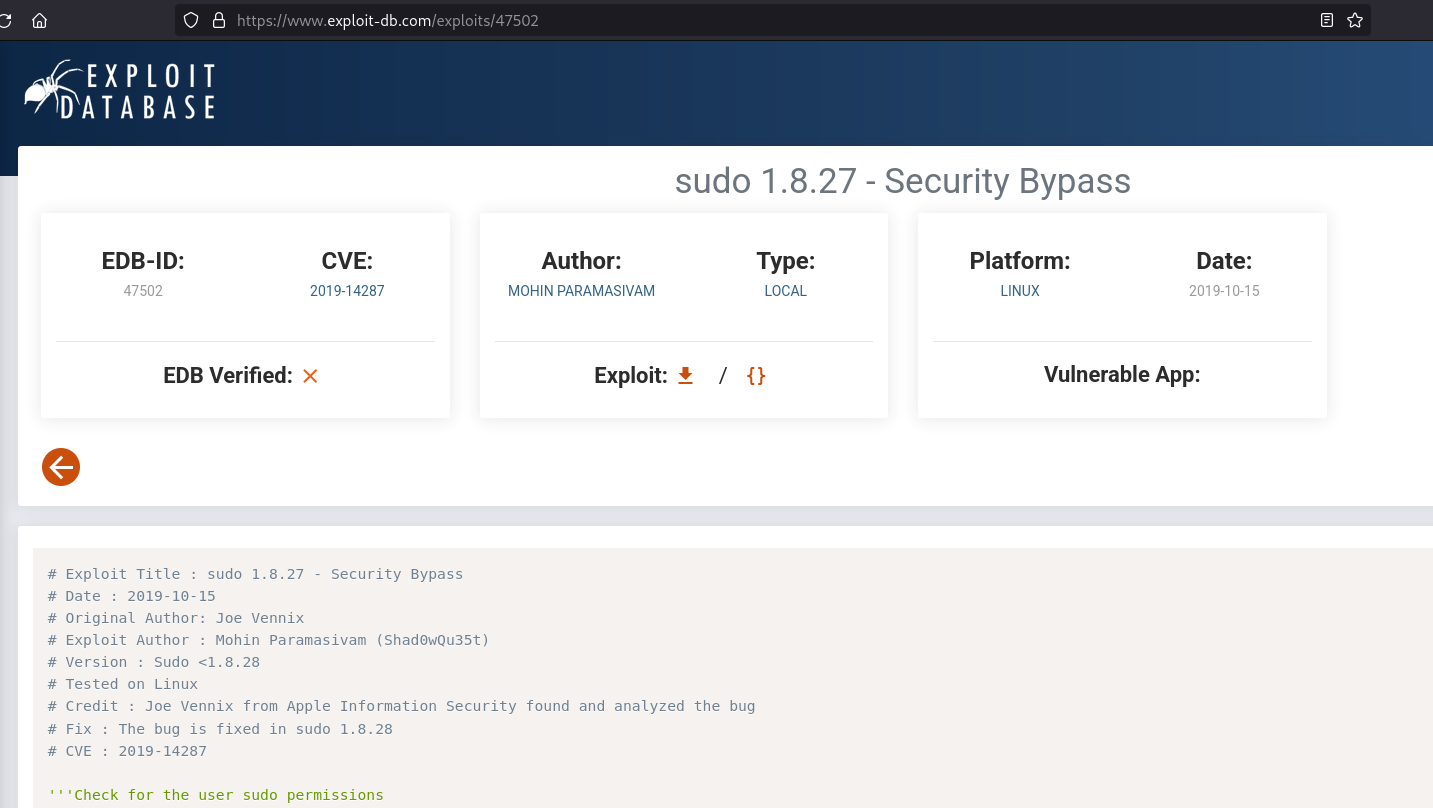 https://www.exploit-db.com/exploits/47502
EXPLOIT
DATABASE
sudo 1.8.27 - Security Bypass
EDB-ID:
47502
CVE:
2019-14287
EDB Verified:
Author:
MOHIN PARAMASIVAM
Type:
LOCAL
Exploit: / {}
Platform:
LINUX
Date:
2019-10-15
Vulnerable App:
# Exploit Title : sudo 1.8.27 - Security Bypass
# Date : 2019-10-15
# Original Author: Joe Vennix
# Exploit Author : Mohin Paramasivam (Shad0wQu35t)
# Version : Sudo <1.8.28
# Tested on Linux
# Credit : Joe Vennix from Apple Information Security found and analyzed the bug
# Fix : The bug is fixed in sudo 1.8.28
# CVE : 2019-14287
'''Check for the user sudo permissions